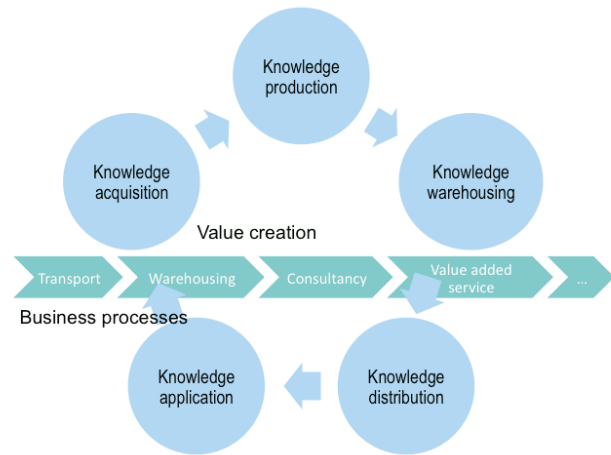 Knowledge
production
Knowledge
acquisition
Knowledge
warehousing
Value creation
Transport
Warehousing
Consultancy
Value added
service
...
Business processes
Knowledge
application
Knowledge
distribution